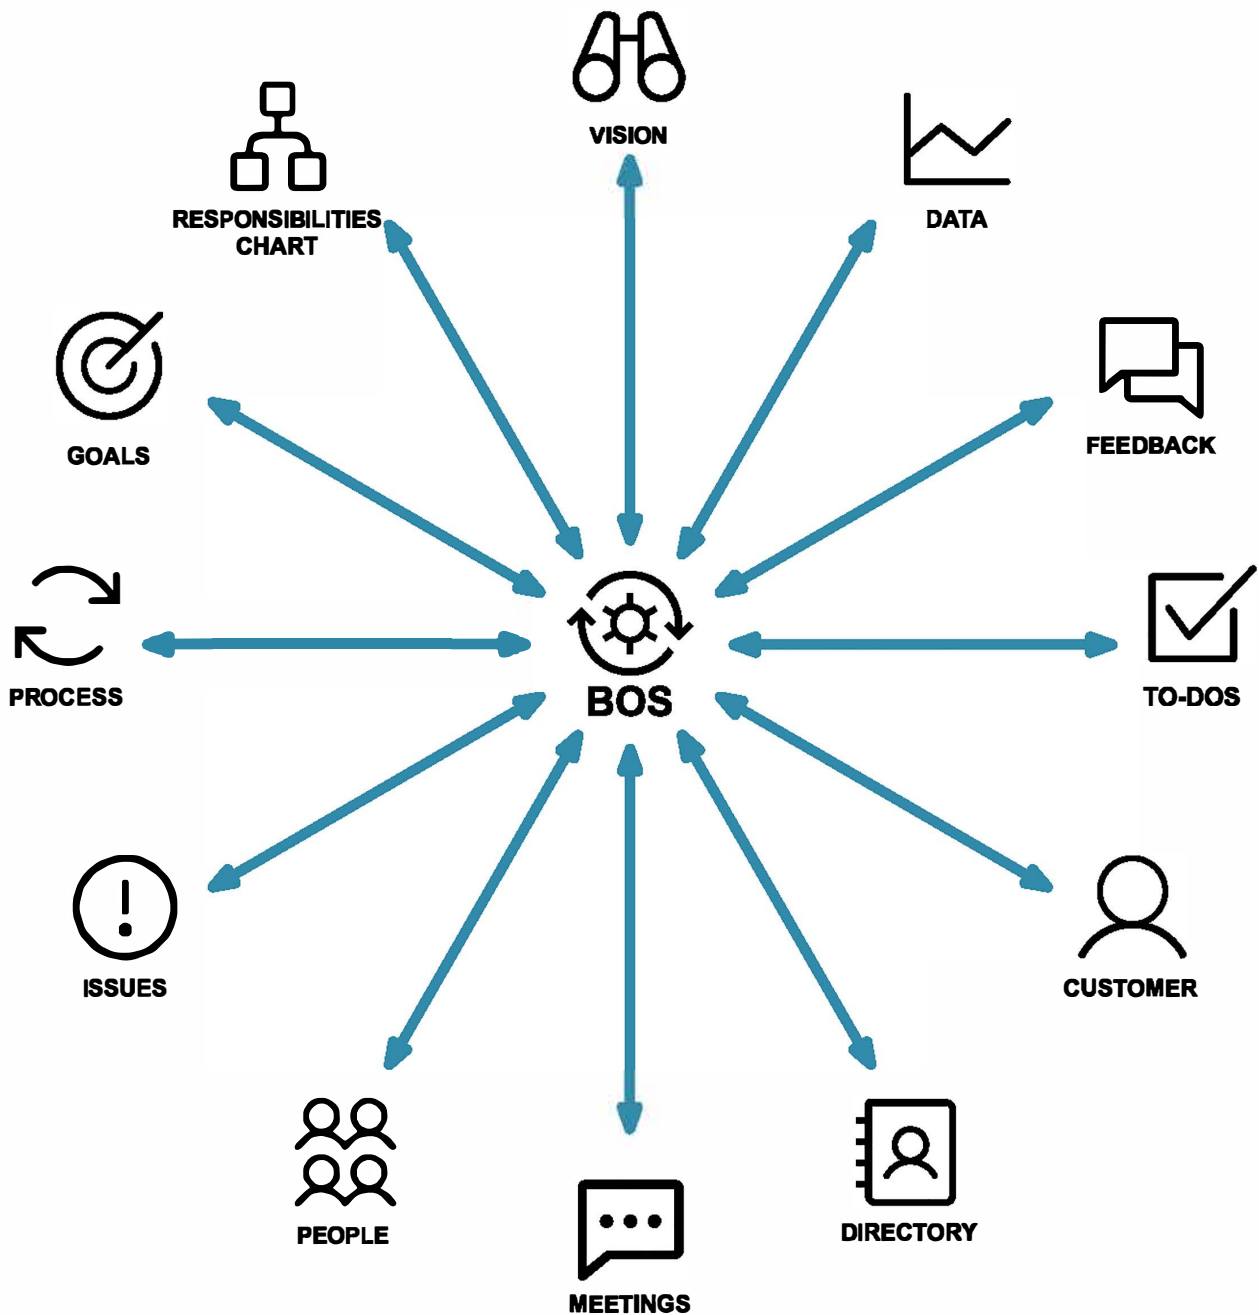 VISION
RESPONSIBILITIES
CHART
DATA
GOALS
FEEDBACK
PROCESS
BOS
TO-DOS
ISSUES
CUSTOMER
PEOPLE
DIRECTORY
MEETINGS